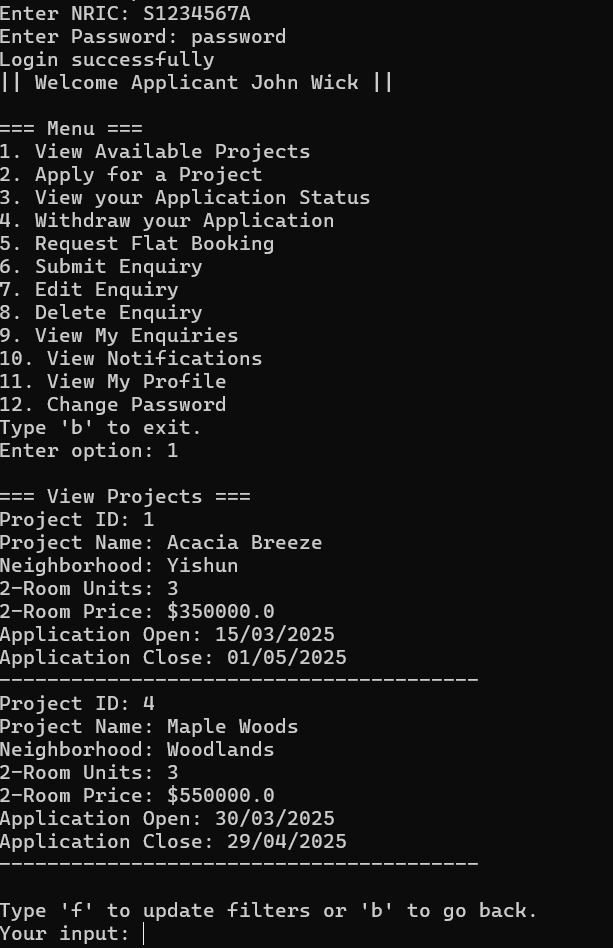 Enter NRIC: S1234567A
Enter Password: password
Login successfully
|| Welcome Applicant John Wick ||
=== Menu ===
1. View Available Projects
2. Apply for a Project
3. View your Application Status
4. Withdraw your Application
5. Request Flat Booking
6. Submit Enquiry
7. Edit Enquiry
8. Delete Enquiry
9. View My Enquiries
10. View Notifications
11. View My Profile
12. Change Password
Type 'b' to exit.
Enter option: 1
=== View Projects ===
Project ID: 1
Project Name: Acacia Breeze
Neighborhood: Yishun
2-Room Units: 3
2-Room Price: $350000.0
Application Open: 15/03/2025
Application Close: 01/05/2025
----------------------------------------
Project ID: 4
Project Name: Maple Woods
Neighborhood: Woodlands
2-Room Units: 3
2-Room Price: $550000.0
Application Open: 30/03/2025
Application Close: 29/04/2025
----------------------------------------
Type 'f' to update filters or 'b' to go back.
Your input: